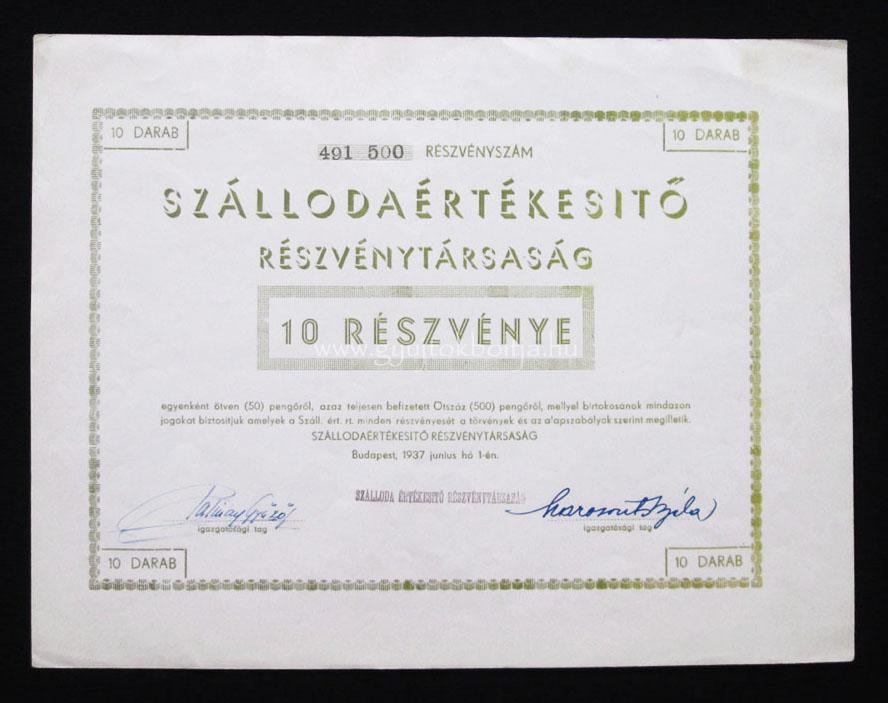 10 DARAB
10 DARAB
491 500 RÉSZVÉNYSZÁM
SZÁLLODAÉRTÉKESITŐ
RÉSZVÉNYTÁRSASÁG
10 RÉSZVÉNYE
www.gyujtokboltja.hu
egyenként ötven (50) pengőről, azaz teljesen befizetett Ötszáz (500) pengőről, mellyel birtokosának mindazon
jogokat biztositjuk amelyek a Száll. ért. rt. minden részvényesét a törvények és az alapszabályok szerint megilletik.
SZÁLLODAÉRTÉKESITŐ RÉSZVÉNYTÁRSASÁG
Budapest, 1937 junius hó 1-én.
SZÁLLODA ÉRTÉKESITŐ RÉSZVÉNYTÁRSASÁG
igazgatósági tag
igazgatósági tag
10 DARAB
10 DARAB